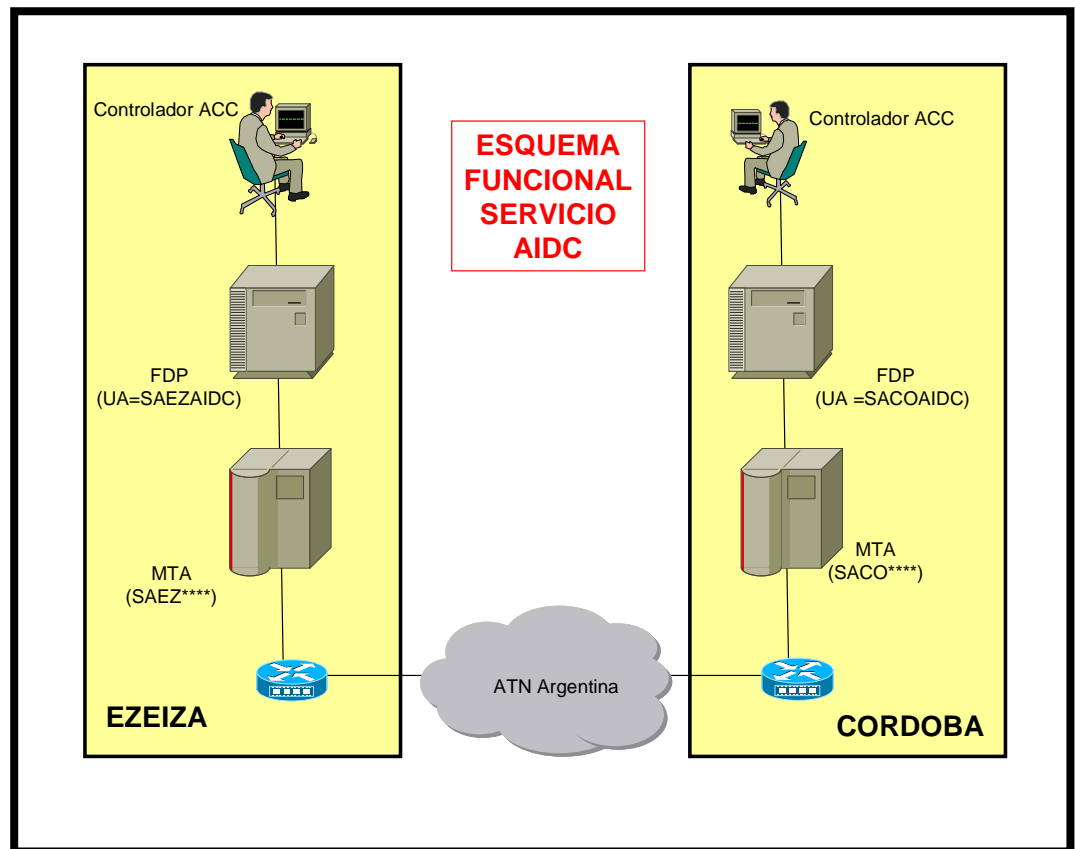 Controlador ACC
FDP
(UA=SAEZAIDC)
MTA
(SAEZ****)
EZEIZA
ESQUEMA
FUNCIONAL
SERVICIO
AIDC
ATN Argentina
Controlador ACC
FDP
(UA =SACOAIDC)
MTA
(SACO****)
CORDOBA